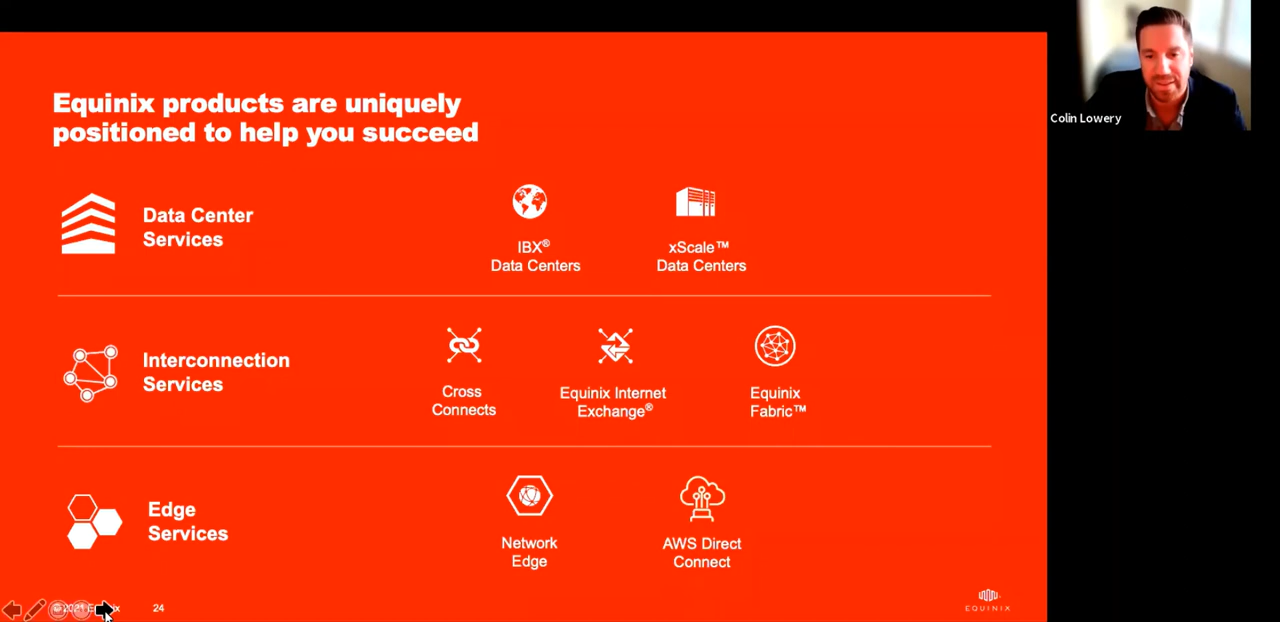 Equinix products are uniquely
positioned to help you succeed
Colin Lowery
Data Center
Services
IBX®
Data Centers
xScale™
Data Centers
Interconnection
Services
Cross
Connects
Equinix Internet
Exchange®
Equinix
Fabric™
Edge
Services
Network
Edge
AWS Direct
Connect
© 2021 Equinix
24
EQUINIX